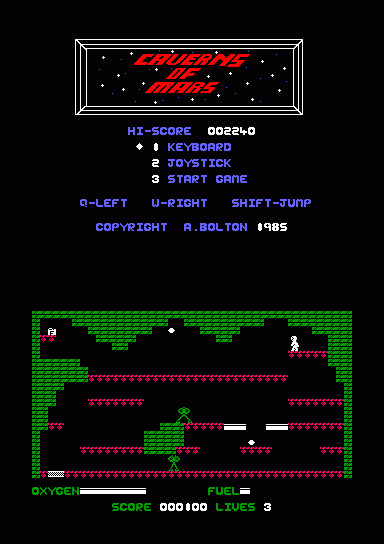 CAVERNS
OF
MARS
HI-SCORE 002240
1 KEYBOARD
2 JOYSTICK
3 START GAME
Q-LEFT W-RIGHT SHIFT-JUMP
COPYRIGHT A.BOLTON 1985
OXYGEN FUEL
SCORE 000100 LIVES 3